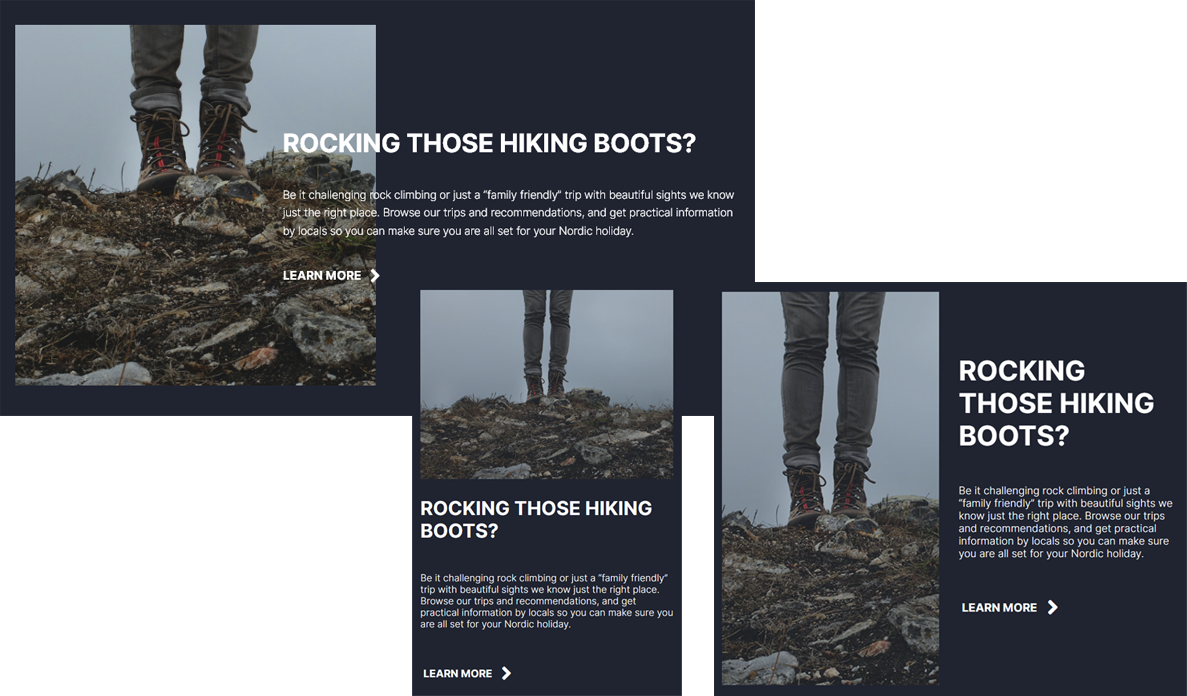 ROCKING THOSE HIKING BOOTS?
Be it challenging rock climbing or just a “family friendly” trip with beautiful sights we know
just the right place. Browse our trips and recommendations, and get practical information
by locals so you can make sure you are all set for your Nordic holiday.
LEARN MORE
ROCKING THOSE HIKING
BOOTS?
Be it challenging rock climbing or just a “family friendly”
trip with beautiful sights we know just the right place.
Browse our trips and recommendations, and get
practical information by locals so you can make sure you
are all set for your Nordic holiday.
LEARN MORE
ROCKING
THOSE HIKING
BOOTS?
Be it challenging rock climbing or just a
“family friendly” trip with beautiful sights we
know just the right place. Browse our trips
and recommendations, and get practical
information by locals so you can make sure
you are all set for your Nordic holiday.
LEARN MORE